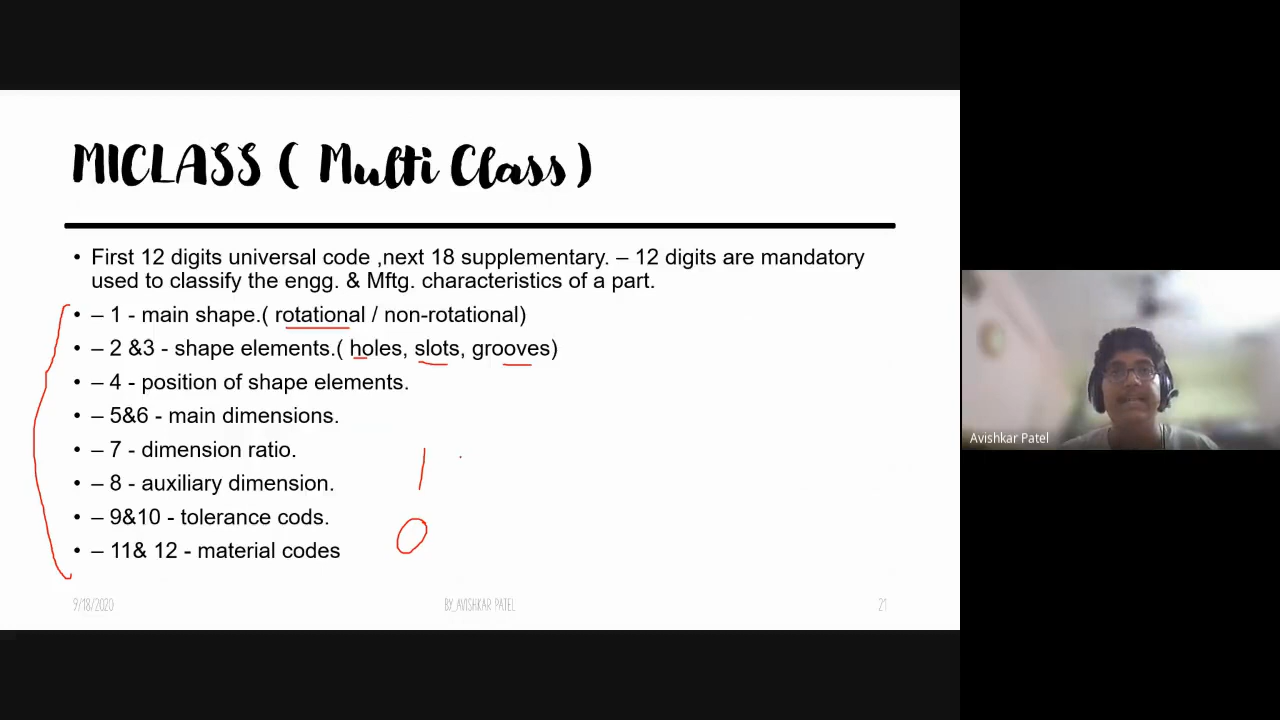 MICLASS ( Multi Class )
• First 12 digits universal code ,next 18 supplementary. – 12 digits are mandatory
used to classify the engg. & Mftg. characteristics of a part.
• – 1 - main shape.( rotational / non-rotational)
• – 2 &3 - shape elements.( holes, slots, grooves)
• – 4 - position of shape elements.
• – 5&6 - main dimensions.
• – 7 - dimension ratio.
• – 8 - auxiliary dimension.
• – 9&10 - tolerance cods.
• – 11& 12 - material codes
1
0
9/18/2020
BY_AVISHKAR PATEL
21
Avishkar Patel